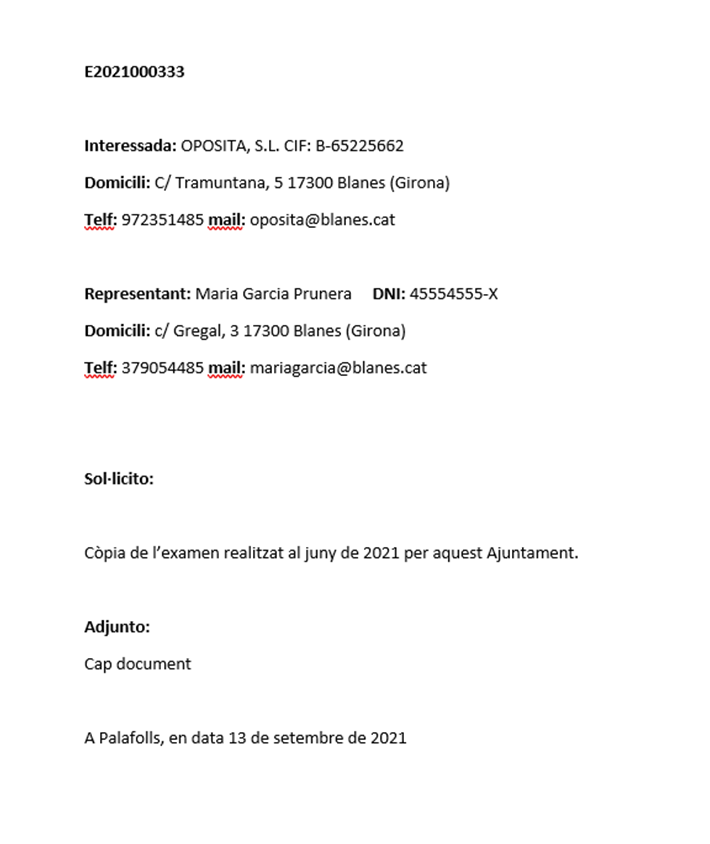 E2021000333
Interessada: OPOSITA, S.L. CIF: B-65225662
Domicili: C/ Tramuntana, 5 17300 Blanes (Girona)
Telf: 972351485 mail: oposita@blanes.cat
Representant: Maria Garcia Prunera DNI: 45554555-X
Domicili: c/ Gregal, 3 17300 Blanes (Girona)
Telf: 379054485 mail: mariagarcia@blanes.cat
Sol·licito:
Còpia de l’examen realitzat al juny de 2021 per aquest Ajuntament.
Adjunto:
Cap document
A Palafolls, en data 13 de setembre de 2021